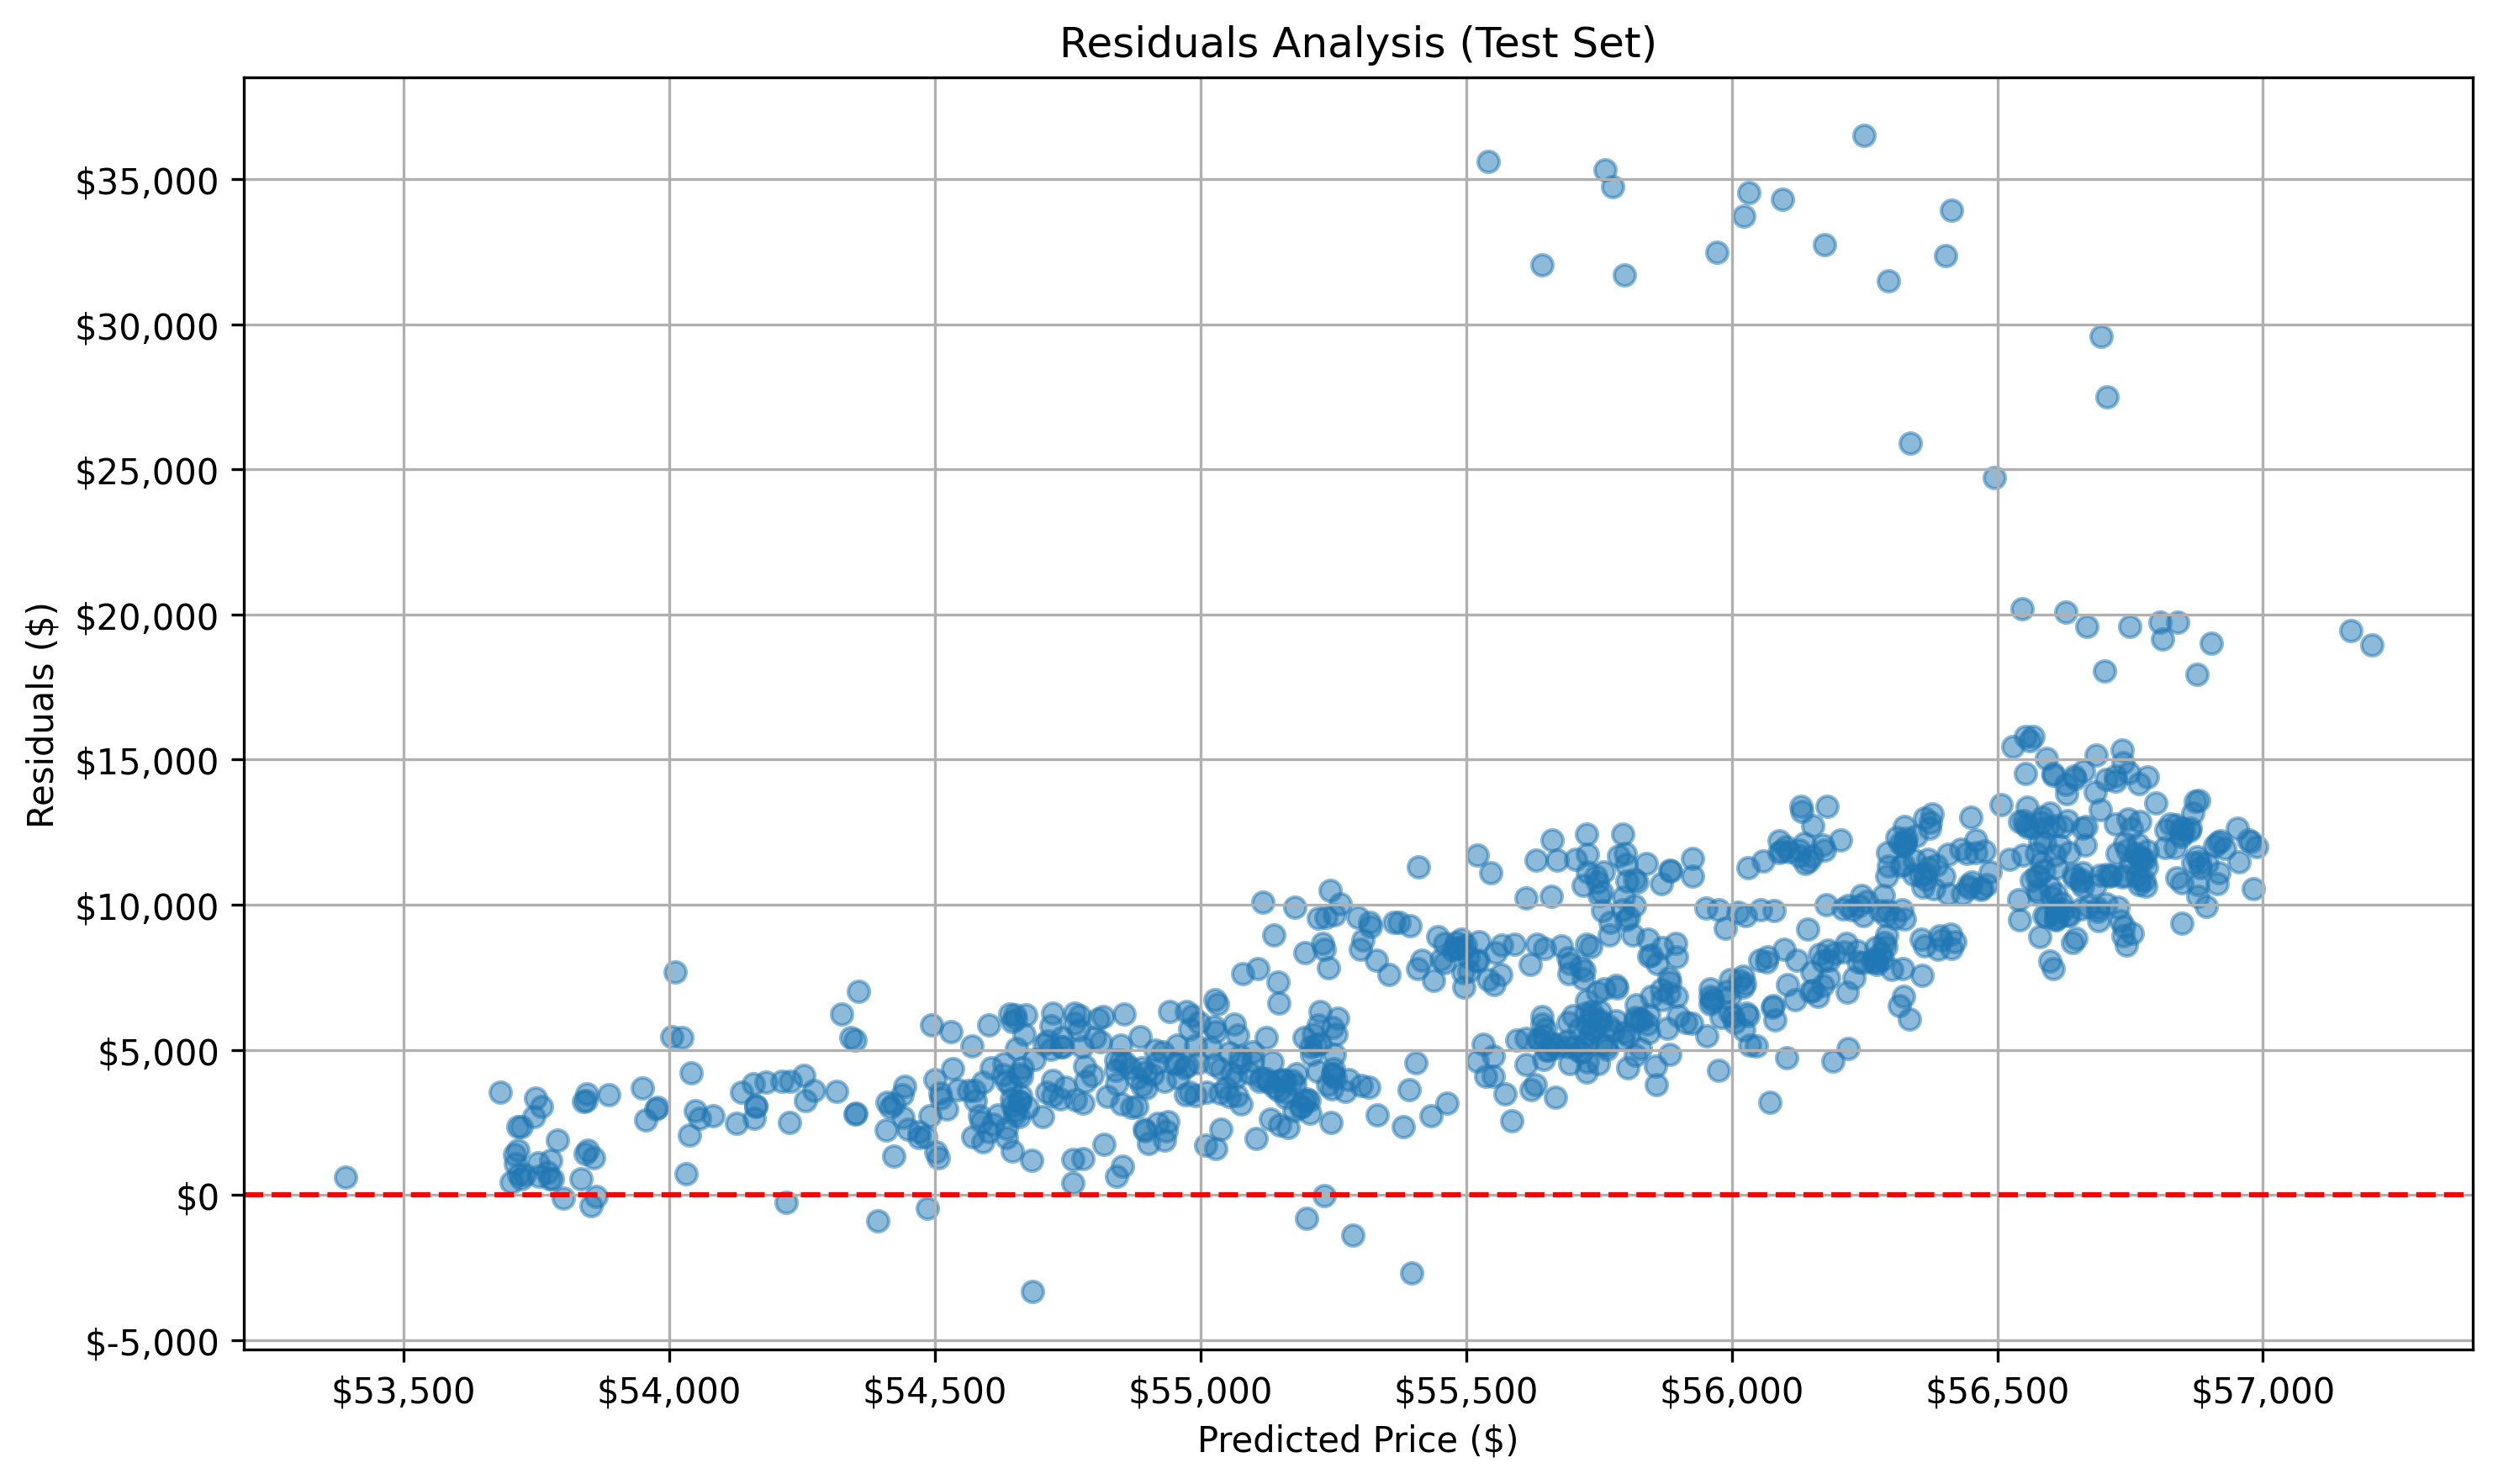 Residuals Analysis (Test Set)
Residuals ($)
$35,000
$30,000
$25,000
$20,000
$15,000
$10,000
$5,000
$0
$-5,000
$53,500 $54,000 $54,500 $55,000 $55,500 $56,000 $56,500 $57,000
Predicted Price ($)